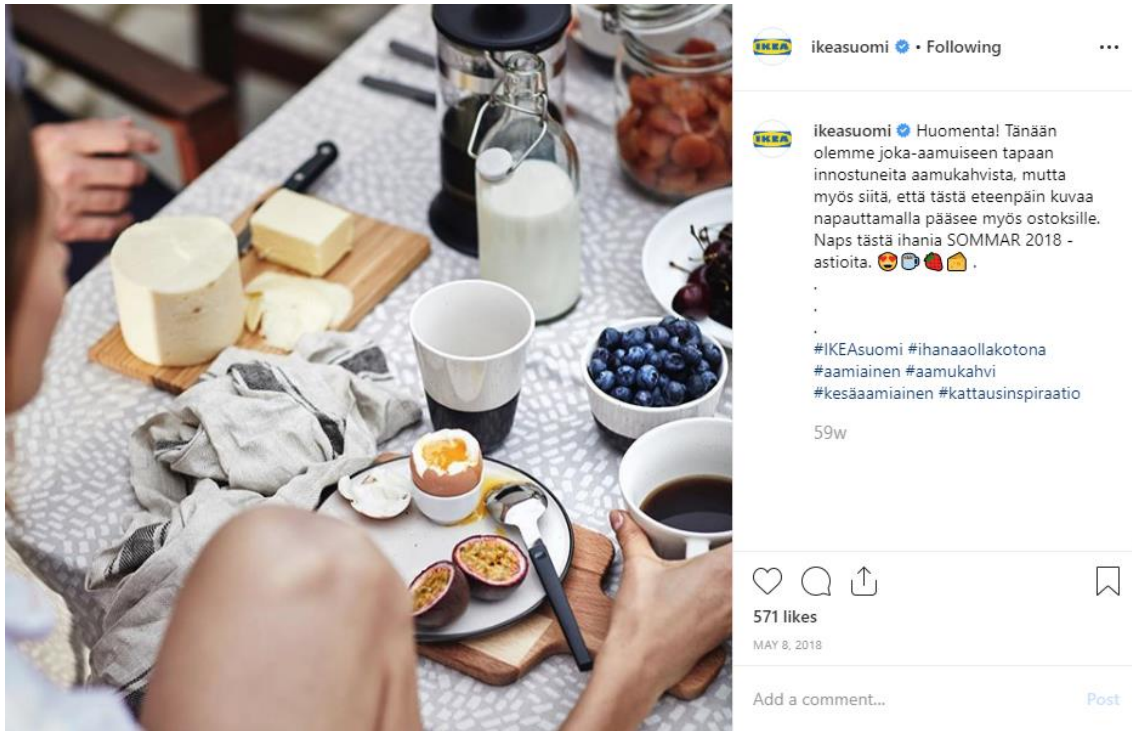 IKEA
ikeasuomi • Following
IKEA
ikeasuomi Huomenta! Tänään
olemme joka-aamuiseen tapaan
innostuneita aamukahvista, mutta
myös siitä, että tästä eteenpäin kuvaa
napauttamalla pääsee myös ostoksille.
Naps tästä ihania SOMMAR 2018 -
astioita. 😍☕🍓🧀 .
.
.
.
#IKEAsuomi #ihanaaollakotona
#aamiainen #aamukahvi
#kesäaamiainen #kattausinspiraatio
59w
571 likes
MAY 8, 2018
Add a comment... Post